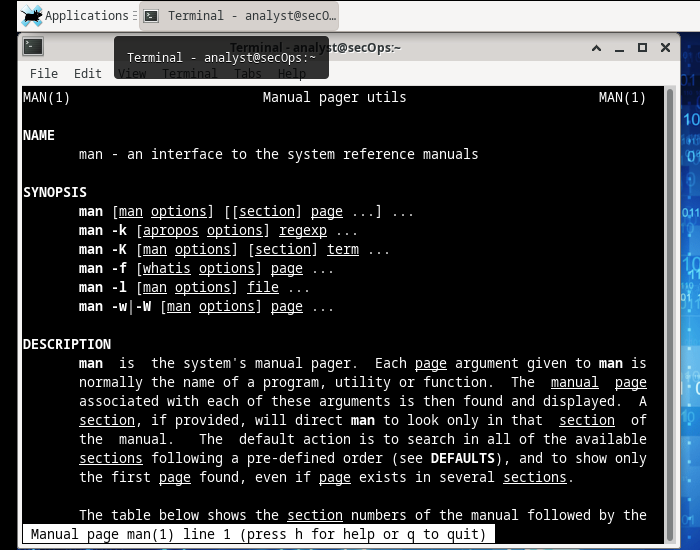 Applications
Terminal - analyst@secO...
Terminal - analyst@secOps:~
Terminal - analyst@secOps:~
File Edit View Terminal Tabs Help
MAN(1) Manual pager utils MAN(1)
NAME
man - an interface to the system reference manuals
SYNOPSIS
man [man options] [[section] page ...] ...
man -k [apropos options] regexp ...
man -K [man options] [section] term ...
man -f [whatis options] page ...
man -l [man options] file ...
man -w|-W [man options] page ...
DESCRIPTION
man is the system's manual pager. Each page argument given to man is
normally the name of a program, utility or function. The manual page
associated with each of these arguments is then found and displayed. A
section, if provided, will direct man to look only in that section of
the manual. The default action is to search in all of the available
sections following a pre-defined order (see DEFAULTS), and to show only
the first page found, even if page exists in several sections.
The table below shows the section numbers of the manual followed by the
Manual page man(1) line 1 (press h for help or q to quit)